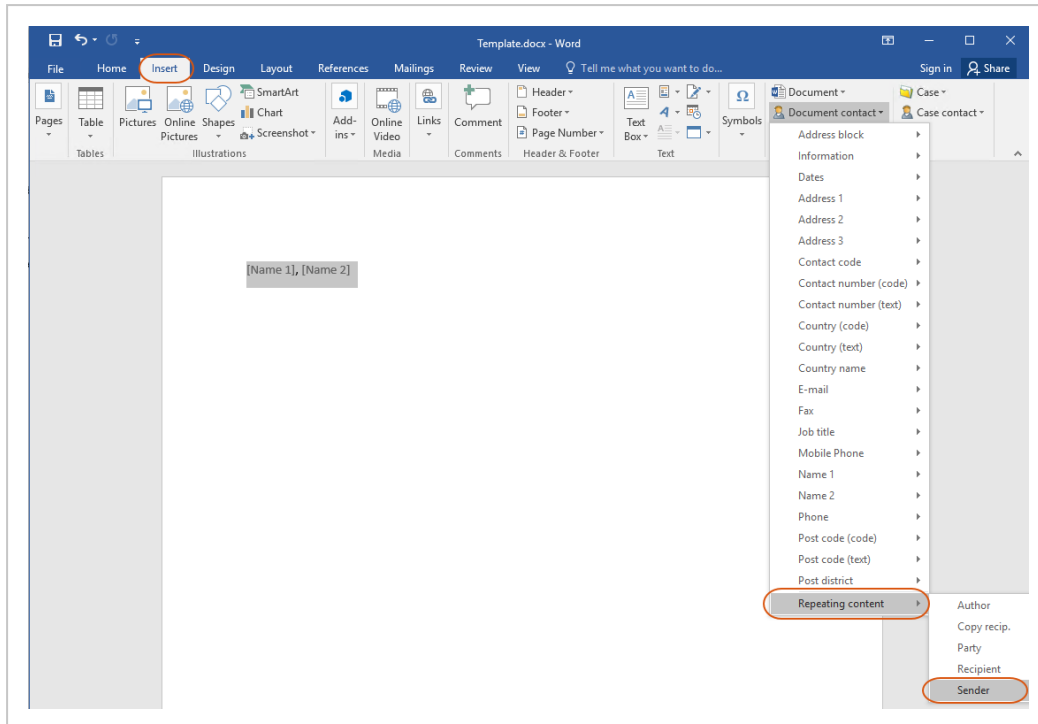 Template.docx - Word
File Home Insert Design Layout References Mailings Review View Tell me what you want to do... Sign in Share
Pages
Table
Tables
Pictures
Online Pictures
Shapes
SmartArt
Chart
Screenshot
Illustrations
Add-ins
Online Video
Media
Links
Comment
Comments
Header
Footer
Page Number
Header & Footer
A
Text Box
A
A
Text
Ω
Symbols
Document
Document contact
Case
Case contact
[Name 1], [Name 2]
Address block
Information
Dates
Address 1
Address 2
Address 3
Contact code
Contact number (code)
Contact number (text)
Country (code)
Country (text)
Country name
E-mail
Fax
Job title
Mobile Phone
Name 1
Name 2
Phone
Post code (code)
Post code (text)
Post district
Repeating content
Author
Copy recip.
Party
Recipient
Sender